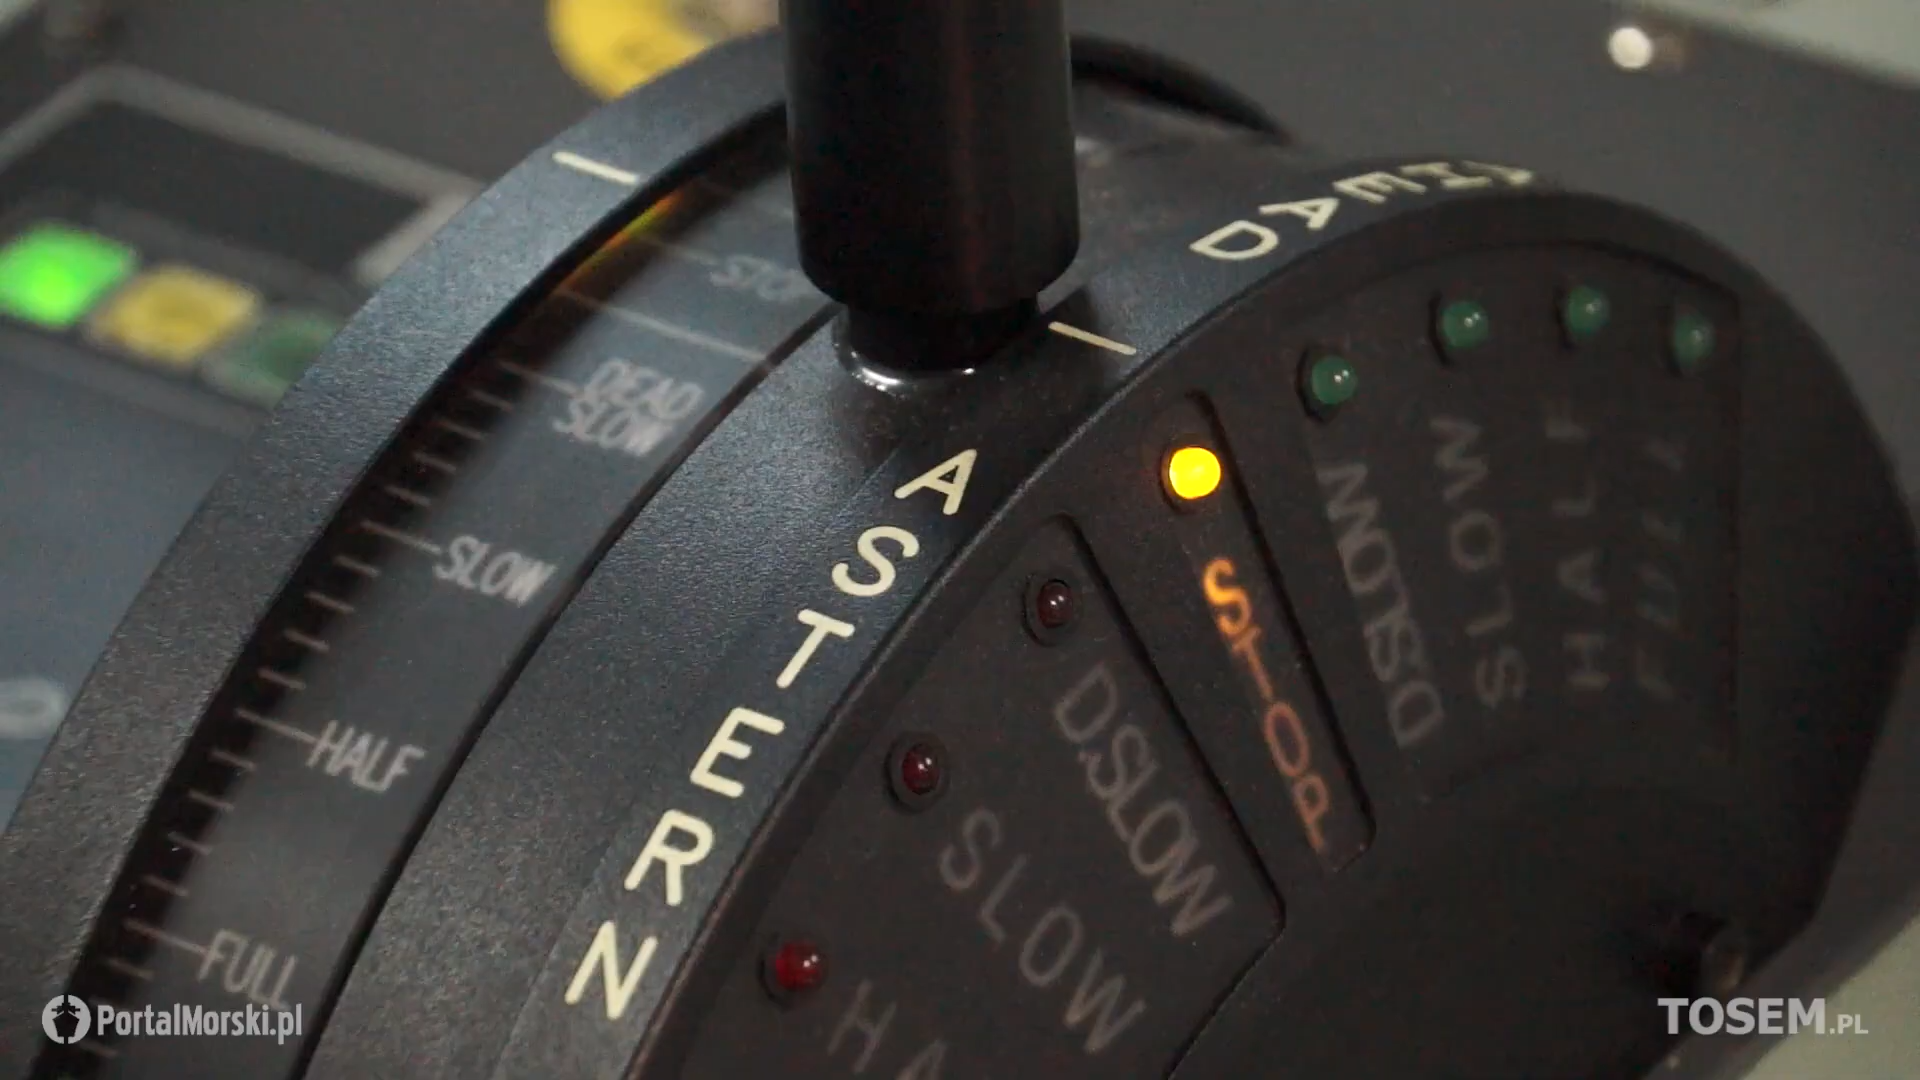 AHEAD
STOP
DEAD
SLOW
SLOW
HALF
FULL
ASTERN
FULL
HALF
SLOW
D.SLOW
STOP
D.SLOW
SLOW
HA
PortalMorski.pl
TOSEM.PL